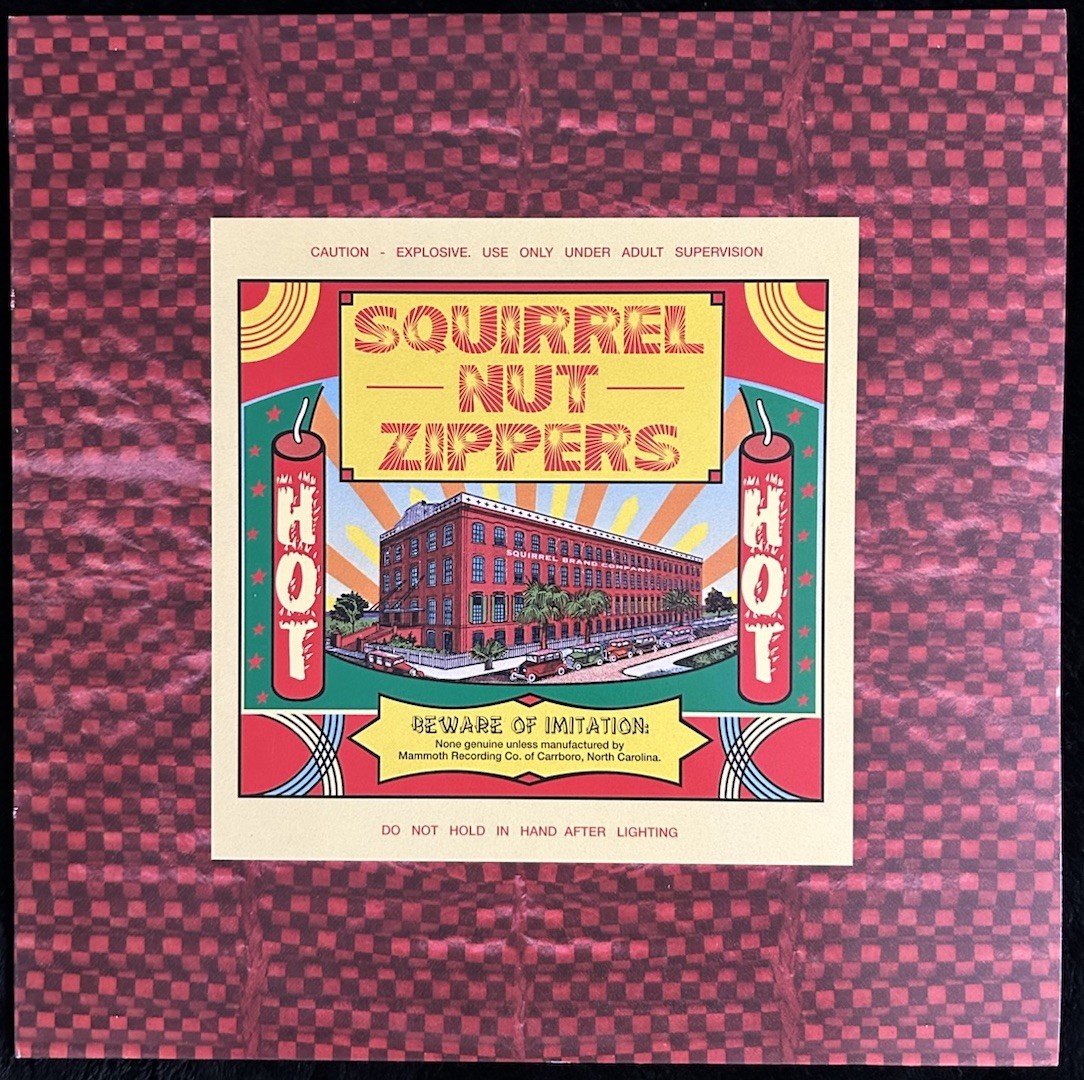 CAUTION - EXPLOSIVE. USE ONLY UNDER ADULT SUPERVISION
SQUIRREL
NUT
ZIPPERS
HOT
HOT
SQUIRREL BRAND COMPANY
BEWARE OF IMITATION:
None genuine unless manufactured by
Mammoth Recording Co. of Carrboro, North Carolina.
DO NOT HOLD IN HAND AFTER LIGHTING